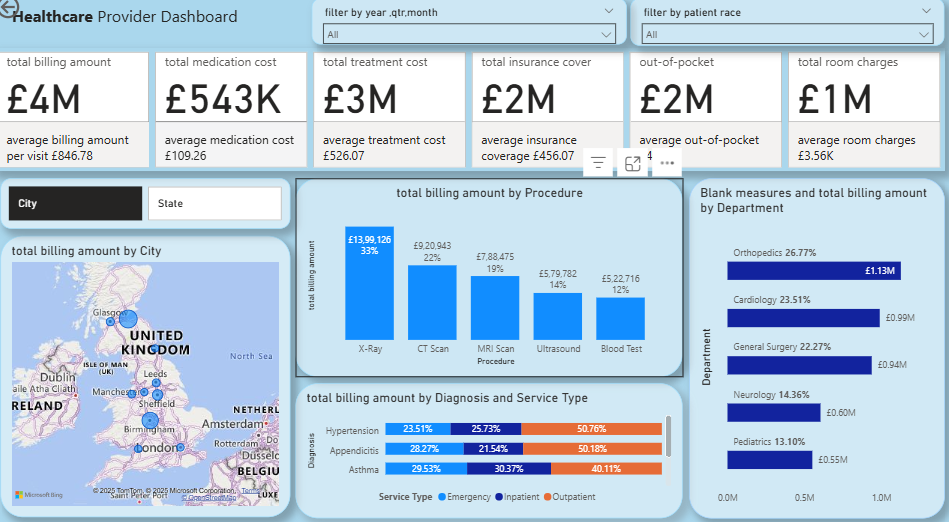 Healthcare Provider Dashboard
filter by year ,qtr,month
All
filter by patient race
All
total billing amount
£4M
average billing amount
per visit £846.78
total medication cost
£543K
average medication cost
£109.26
total treatment cost
£3M
average treatment cost
£526.07
total insurance cover
£2M
average insurance
coverage £456.07
out-of-pocket
£2M
average out-of-pocket
total room charges
£1M
average room charges
£3.56K
City
State
total billing amount by City
Glasgow
UNITED
KINGDOM
North Sea
ISLE OF MAN
(UK)
Leeds
Dublin
aile Atha Cliath
Manchester
Sheffield
RELAND
NETHERL
Birmingham
Amsterdam
Rotterdam
Do
London
Düsseld
BELGIU
Microsoft Bing
© 2025 TomTom, © 2025 Microsoft Corporation, Terms
© OpenStreetMap
Saint Peter Port
LUXE
total billing amount by Procedure
total billing amount
£13,99,126
33%
£9,20,943
22%
£7,88,475
19%
£5,79,782
14%
£5,22,716
12%
X-Ray
CT Scan
MRI Scan
Ultrasound
Blood Test
Procedure
total billing amount by Diagnosis and Service Type
Diagnosis
Hypertension 23.51% 25.73% 50.76%
Appendicitis 28.27% 21.54% 50.18%
Asthma 29.53% 30.37% 40.11%
Service Type Emergency Inpatient Outpatient
Blank measures and total billing amount
by Department
Department
Orthopedics 26.77%
£1.13M
Cardiology 23.51%
£0.99M
General Surgery 22.27%
£0.94M
Neurology 14.36%
£0.60M
Pediatrics 13.10%
£0.55M
0.0M 0.5M 1.0M